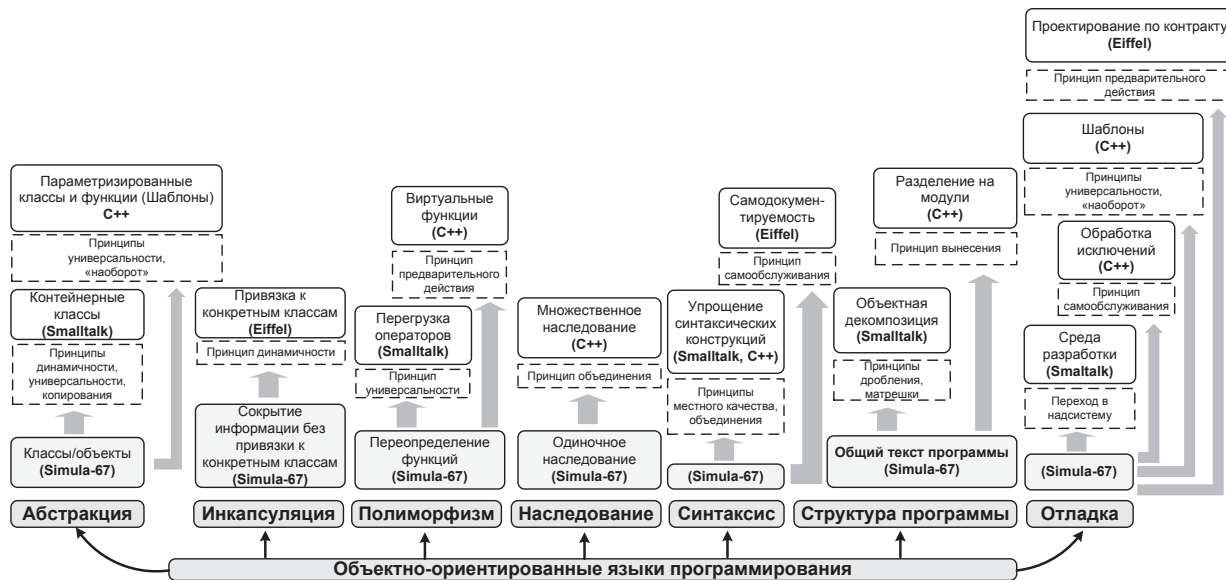 Проектирование по контракту
(Eiffel)
Принцип предварительного
действия
Шаблоны
(C++)
Принципы
универсальности,
«наоборот»
Обработка
исключений
(C++)
Принцип
самообслуживания
Среда
разработки
(Smaltalk)
Переход в
надсистему
(Simula-67)
Отладка
Параметризированные
классы и функции (Шаблоны)
C++
Принципы
универсальности,
«наоборот»
Контейнерные
классы
(Smalltalk)
Принципы
динамичности,
универсальности,
копирования
Классы/объекты
(Simula-67)
Абстракция
Привязка к
конкретным классам
(Eiffel)
Принцип динамичности
Сокрытие
информации без
привязки к
конкретным классам
(Simula-67)
Инкапсуляция
Виртуальные
функции
(C++)
Принцип
предварительного
действия
Перегрузка
операторов
(Smalltalk)
Принцип
универсальности
Переопределение
функций
(Simula-67)
Полиморфизм
Множественное
наследование
(C++)
Принцип объединения
Одиночное
наследование
(Simula-67)
Наследование
Самодокумен-
тируемость
(Eiffel)
Принцип
самообслуживания
Упрощение
синтаксических
конструкций
(Smalltalk, C++)
Принципы
местного качества,
объединения
(Simula-67)
Синтаксис
Разделение на
модули
(C++)
Принцип вынесения
Объектная
декомпозиция
(Smalltalk)
Принципы
дробления,
матрешки
Общий текст программы
(Simula-67)
Структура программы
Объектно-ориентированные языки программирования